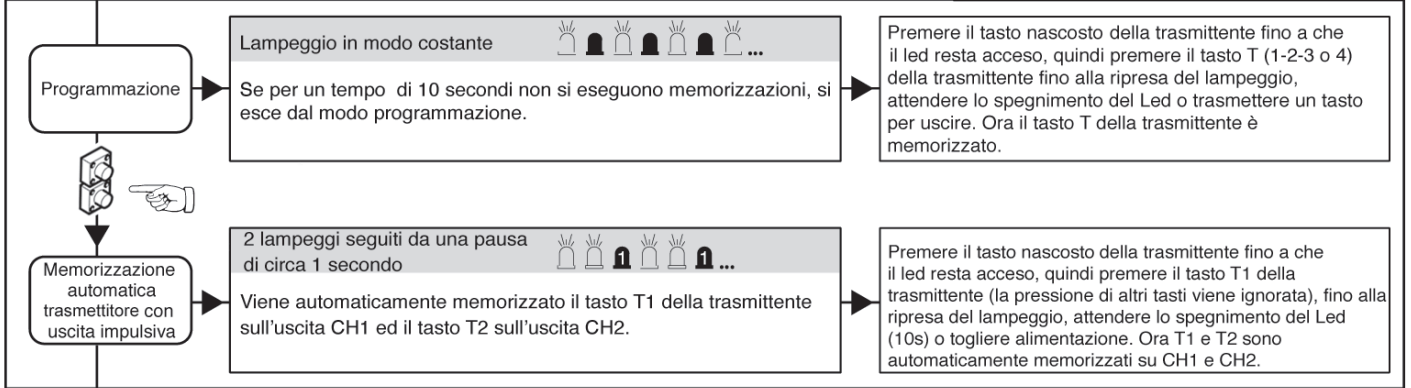 Programmazione
Lampeggio in modo costante
...
Se per un tempo di 10 secondi non si eseguono memorizzazioni, si
esce dal modo programmazione.
Premere il tasto nascosto della trasmittente fino a che
il led resta acceso, quindi premere il tasto T (1-2-3 o 4)
della trasmittente fino alla ripresa del lampeggio,
attendere lo spegnimento del Led o trasmettere un tasto
per uscire. Ora il tasto T della trasmittente è
memorizzato.
Memorizzazione
automatica
trasmettitore con
uscita impulsiva
2 lampeggi seguiti da una pausa
di circa 1 secondo
1 1 ...
Viene automaticamente memorizzato il tasto T1 della trasmittente
sull'uscita CH1 ed il tasto T2 sull'uscita CH2.
Premere il tasto nascosto della trasmittente fino a che
il led resta acceso, quindi premere il tasto T1 della
trasmittente (la pressione di altri tasti viene ignorata), fino alla
ripresa del lampeggio, attendere lo spegnimento del Led
(10s) o togliere alimentazione. Ora T1 e T2 sono
automaticamente memorizzati su CH1 e CH2.